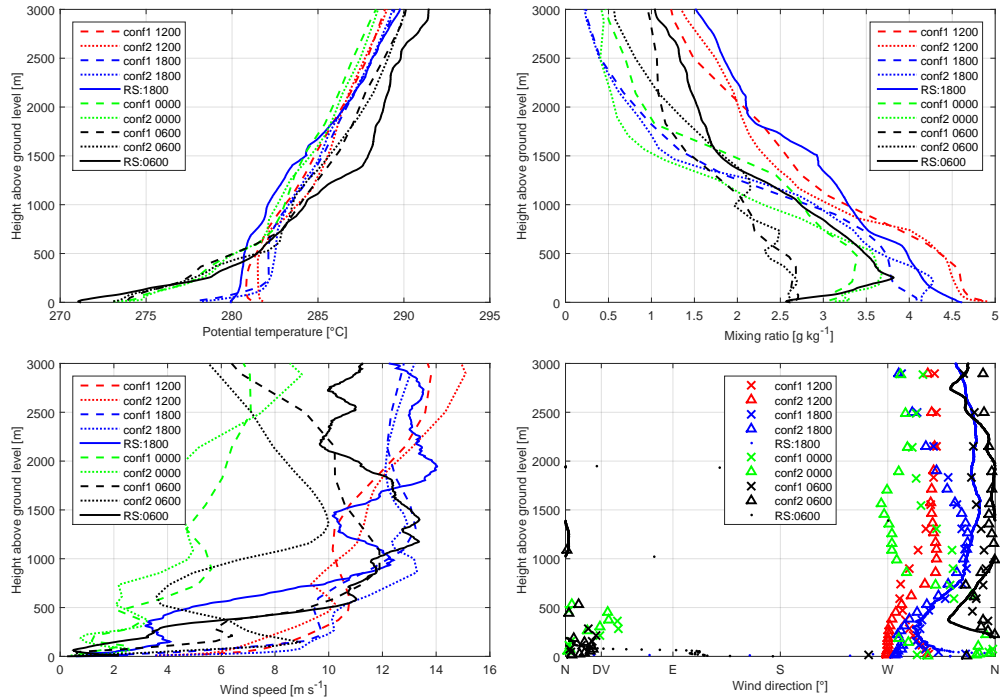 3000
2500
2000
1500
1000
500
0
Height above ground level [m]
conf1 1200
conf2 1200
conf1 1800
conf2 1800
RS:1800
conf1 0000
conf2 0000
conf1 0600
conf2 0600
RS:0600
270 275 280 285 290 295
Potential temperature [°C]
3000
2500
2000
1500
1000
500
0
Height above ground level [m]
conf1 1200
conf2 1200
conf1 1800
conf2 1800
RS:1800
conf1 0000
conf2 0000
conf1 0600
conf2 0600
RS:0600
0 0.5 1 1.5 2 2.5 3 3.5 4 4.5 5
Mixing ratio [g kg-1]
3000
2500
2000
1500
1000
500
0
Height above ground level [m]
conf1 1200
conf2 1200
conf1 1800
conf2 1800
RS:1800
conf1 0000
conf2 0000
conf1 0600
conf2 0600
RS:0600
0 2 4 6 8 10 12 14 16
Wind speed [m s-1]
3000
2500
2000
1500
1000
500
0
Height above ground level [m]
conf1 1200
conf2 1200
conf1 1800
conf2 1800
RS:1800
conf1 0000
conf2 0000
conf1 0600
conf2 0600
RS:0600
N DV E S W N
Wind direction [°]